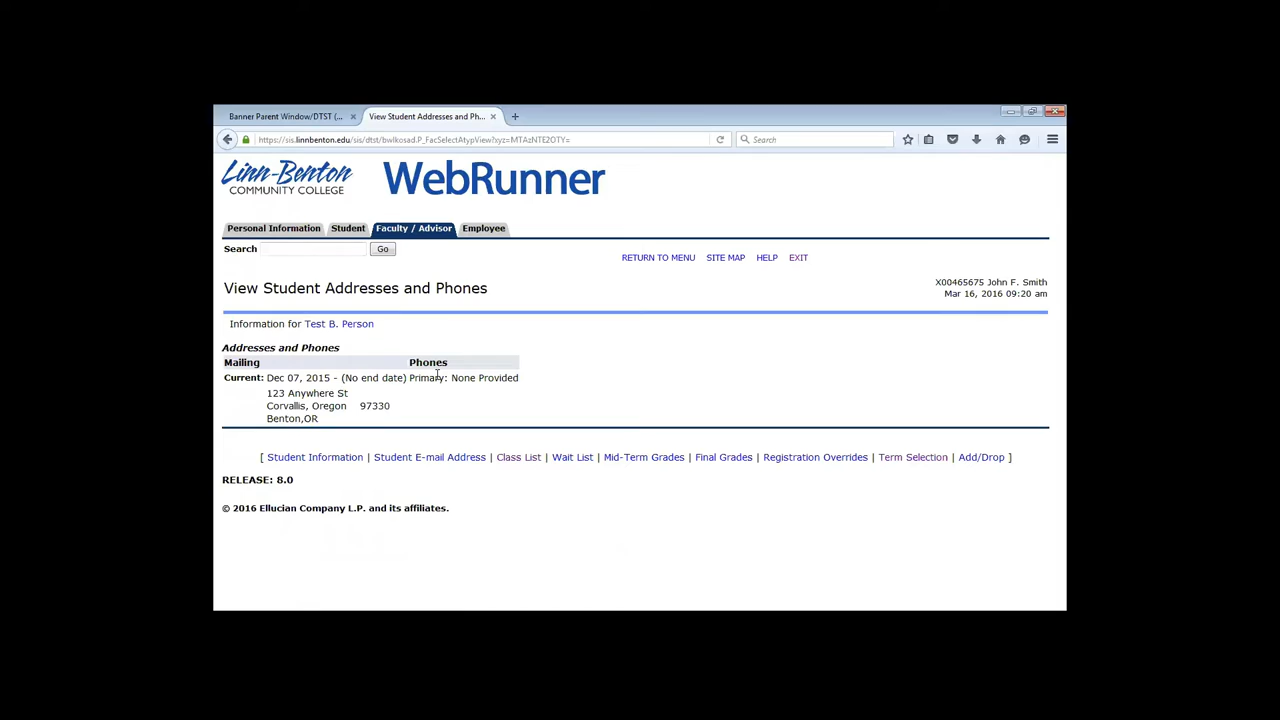 Banner Parent Window/DTST (...
View Student Addresses and Ph...
https://sis.linnbenton.edu/sis/dtst/bwlkosad.P_FacSelectAtypView?xyz=MTAzNTE2OTY=
Search
Linn-Benton
COMMUNITY COLLEGE
WebRunner
Personal Information Student Faculty / Advisor Employee
Search Go
RETURN TO MENU SITE MAP HELP EXIT
View Student Addresses and Phones
X00465675 John F. Smith
Mar 16, 2016 09:20 am
Information for Test B. Person
Addresses and Phones
Mailing Phones
Current: Dec 07, 2015 - (No end date) Primary: None Provided
123 Anywhere St
Corvallis, Oregon 97330
Benton,OR
[ Student Information | Student E-mail Address | Class List | Wait List | Mid-Term Grades | Final Grades | Registration Overrides | Term Selection | Add/Drop ]
RELEASE: 8.0
© 2016 Ellucian Company L.P. and its affiliates.